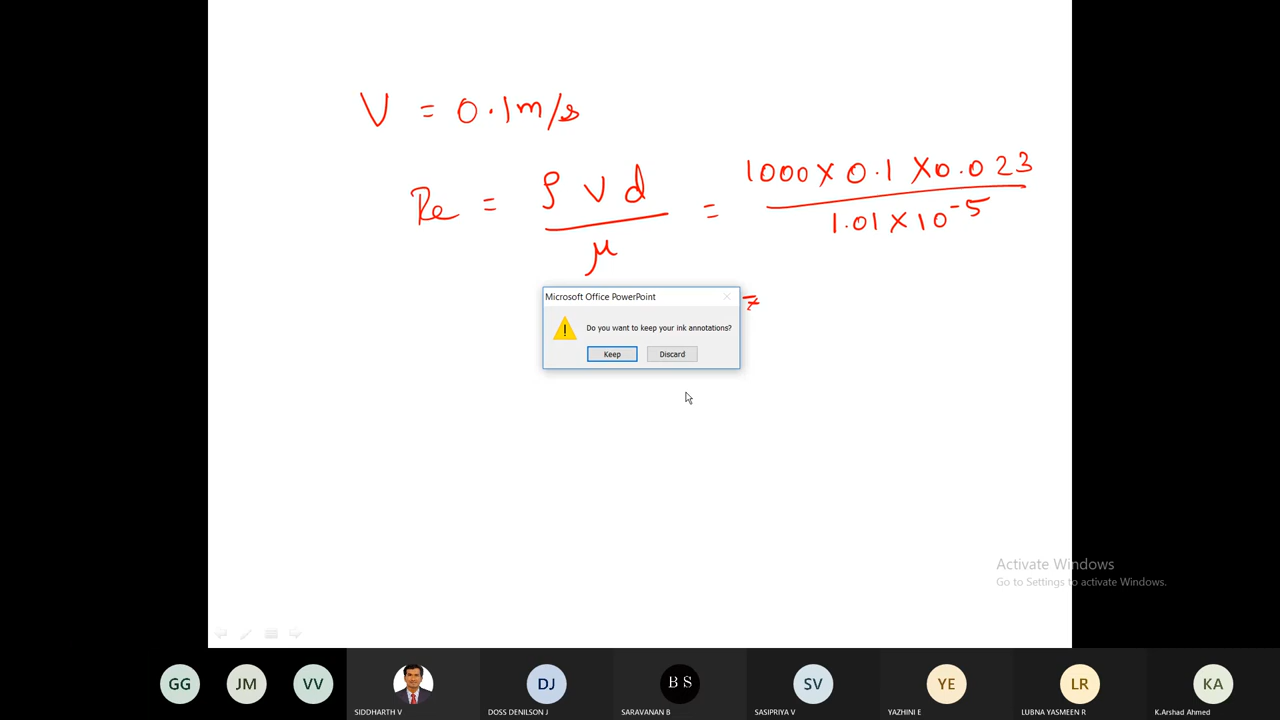 V = 0.1m/s
Re = ρ V d / μ = 1000 × 0.1 × 0.023 / 1.01 × 10⁻⁵
Microsoft Office PowerPoint
Do you want to keep your ink annotations?
Keep Discard
Activate Windows
Go to Settings to activate Windows.
GG JM VV DJ B S SV YE LR KA
SIDDHARTH V DOSS DENILSON J SARAVANAN B SASIPRIYA V YAZHINI E LUBNA YASMEEN R K.Arshad Ahmed